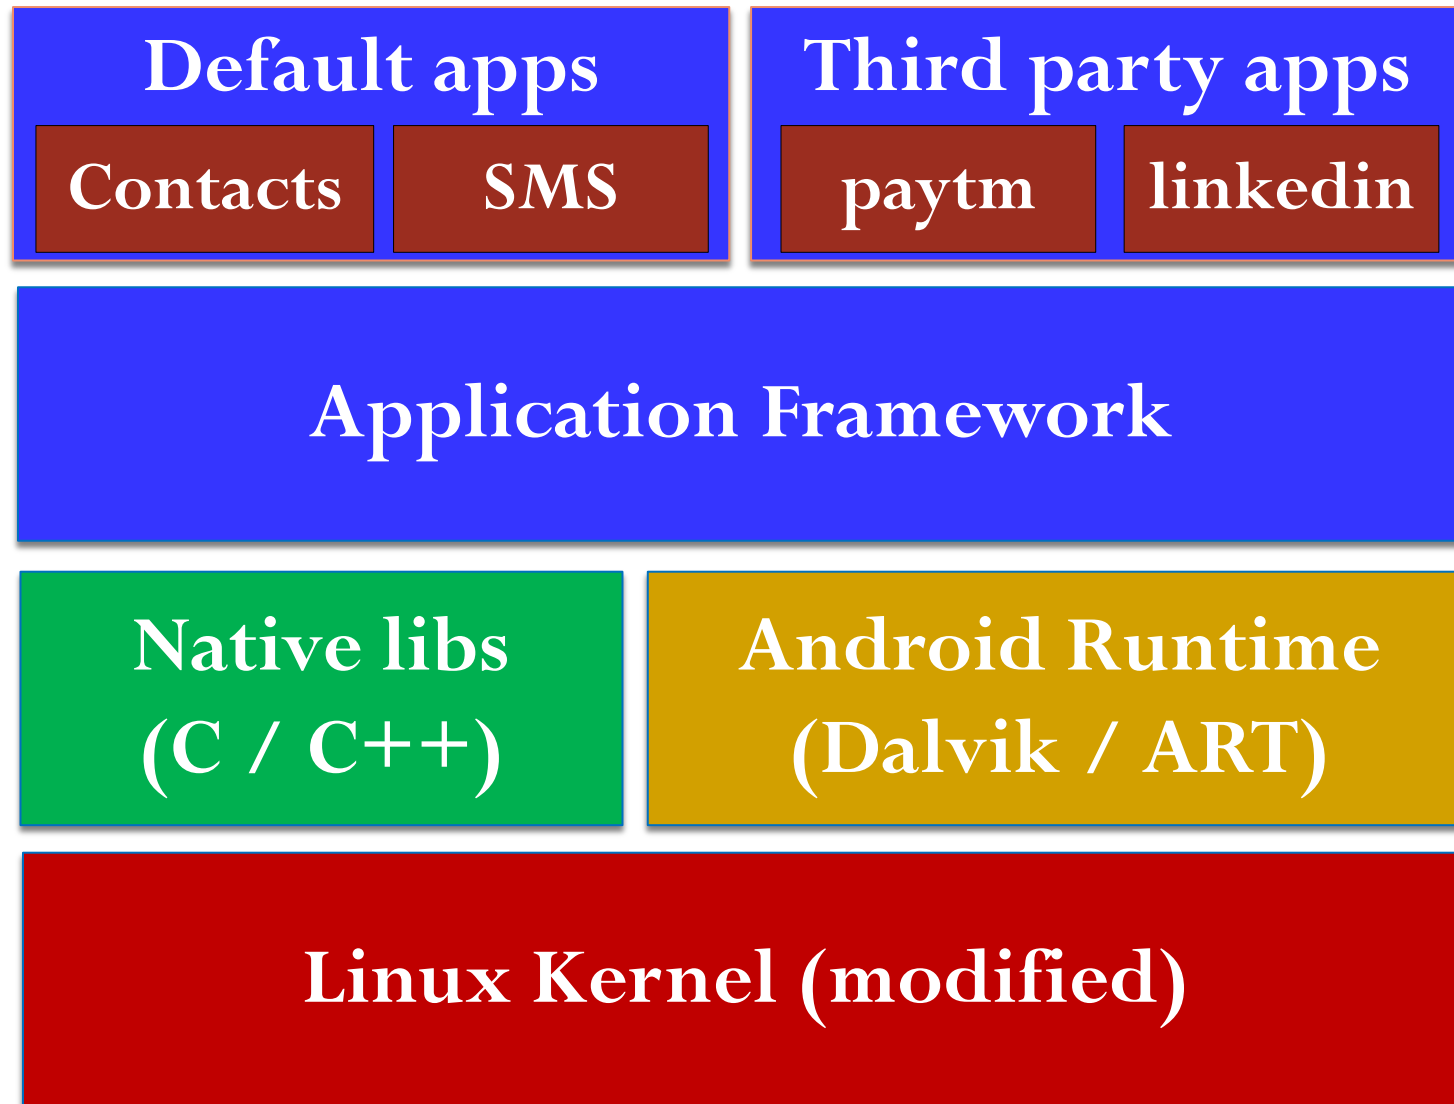 Default apps
Contacts
SMS
Third party apps
paytm
linkedin
Application Framework
Native libs
(C / C++)
Android Runtime
(Dalvik / ART)
Linux Kernel (modified)